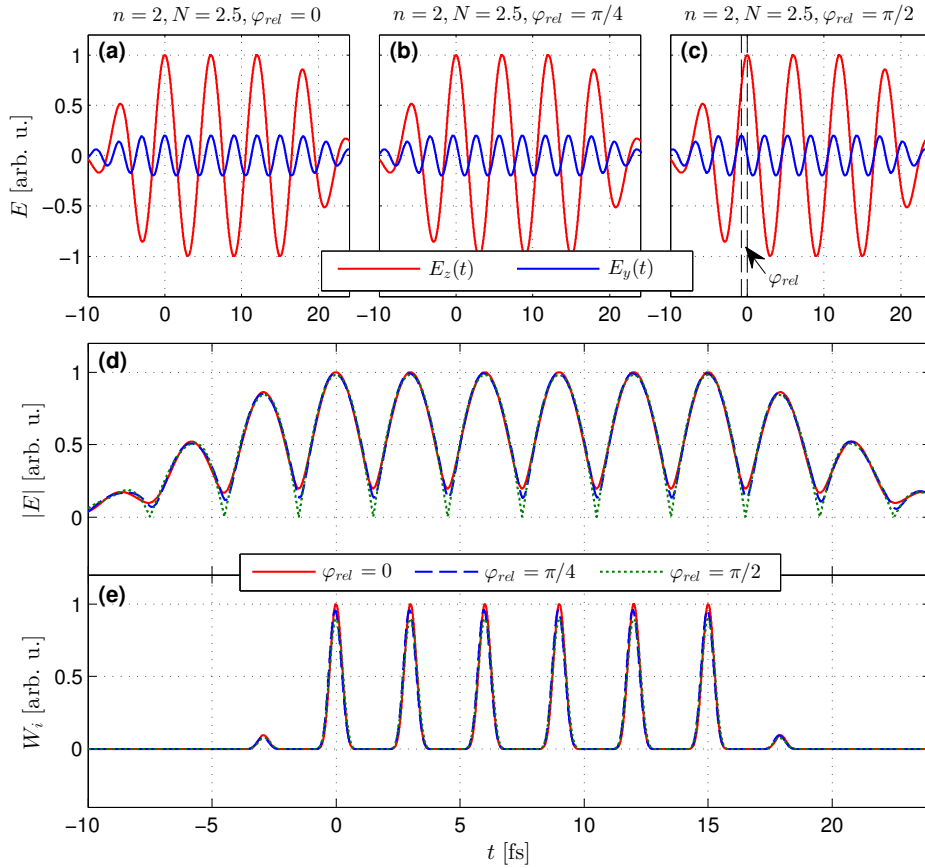 n = 2, N = 2.5, φ_rel = 0
n = 2, N = 2.5, φ_rel = π/4
n = 2, N = 2.5, φ_rel = π/2
(a)
(b)
(c)
1
0.5
0
−0.5
−1
E [arb. u.]
E_z(t)
E_y(t)
φ_rel
−10 0 10 20
−10 0 10 20
−10 0 10 20
(d)
1
0.5
0
|E| [arb. u.]
φ_rel = 0
φ_rel = π/4
φ_rel = π/2
(e)
1
0.5
0
W_i [arb. u.]
−10 −5 0 5 10 15 20
t [fs]